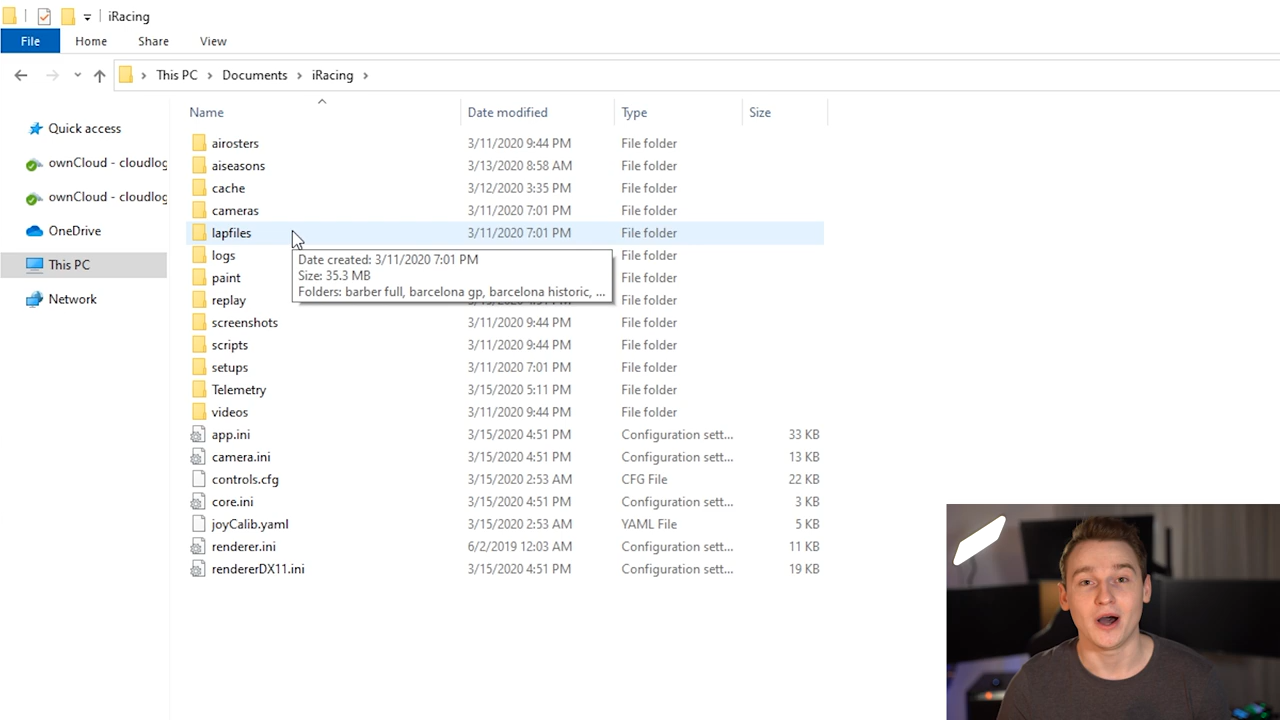 iRacing
File Home Share View
This PC Documents iRacing
Name Date modified Type Size
Quick access
ownCloud - cloudlog
ownCloud - cloudlog
OneDrive
This PC
Network
airosters 3/11/2020 9:44 PM File folder
aiseasons 3/13/2020 8:58 AM File folder
cache 3/12/2020 3:35 PM File folder
cameras 3/11/2020 7:01 PM File folder
lapfiles 3/11/2020 7:01 PM File folder
logs File folder
Date created: 3/11/2020 7:01 PM
Size: 35.3 MB
Folders: barber full, barcelona gp, barcelona historic, ...
paint File folder
replay File folder
screenshots 3/11/2020 9:44 PM File folder
scripts 3/11/2020 9:44 PM File folder
setups 3/11/2020 7:01 PM File folder
Telemetry 3/15/2020 5:11 PM File folder
videos 3/11/2020 9:44 PM File folder
app.ini 3/15/2020 4:51 PM Configuration sett... 33 KB
camera.ini 3/15/2020 4:51 PM Configuration sett... 13 KB
controls.cfg 3/15/2020 2:53 AM CFG File 22 KB
core.ini 3/15/2020 4:51 PM Configuration sett... 3 KB
joyCalib.yaml 3/15/2020 2:53 AM YAML File 5 KB
renderer.ini 6/2/2019 12:03 AM Configuration sett... 11 KB
rendererDX11.ini 3/15/2020 4:51 PM Configuration sett... 19 KB